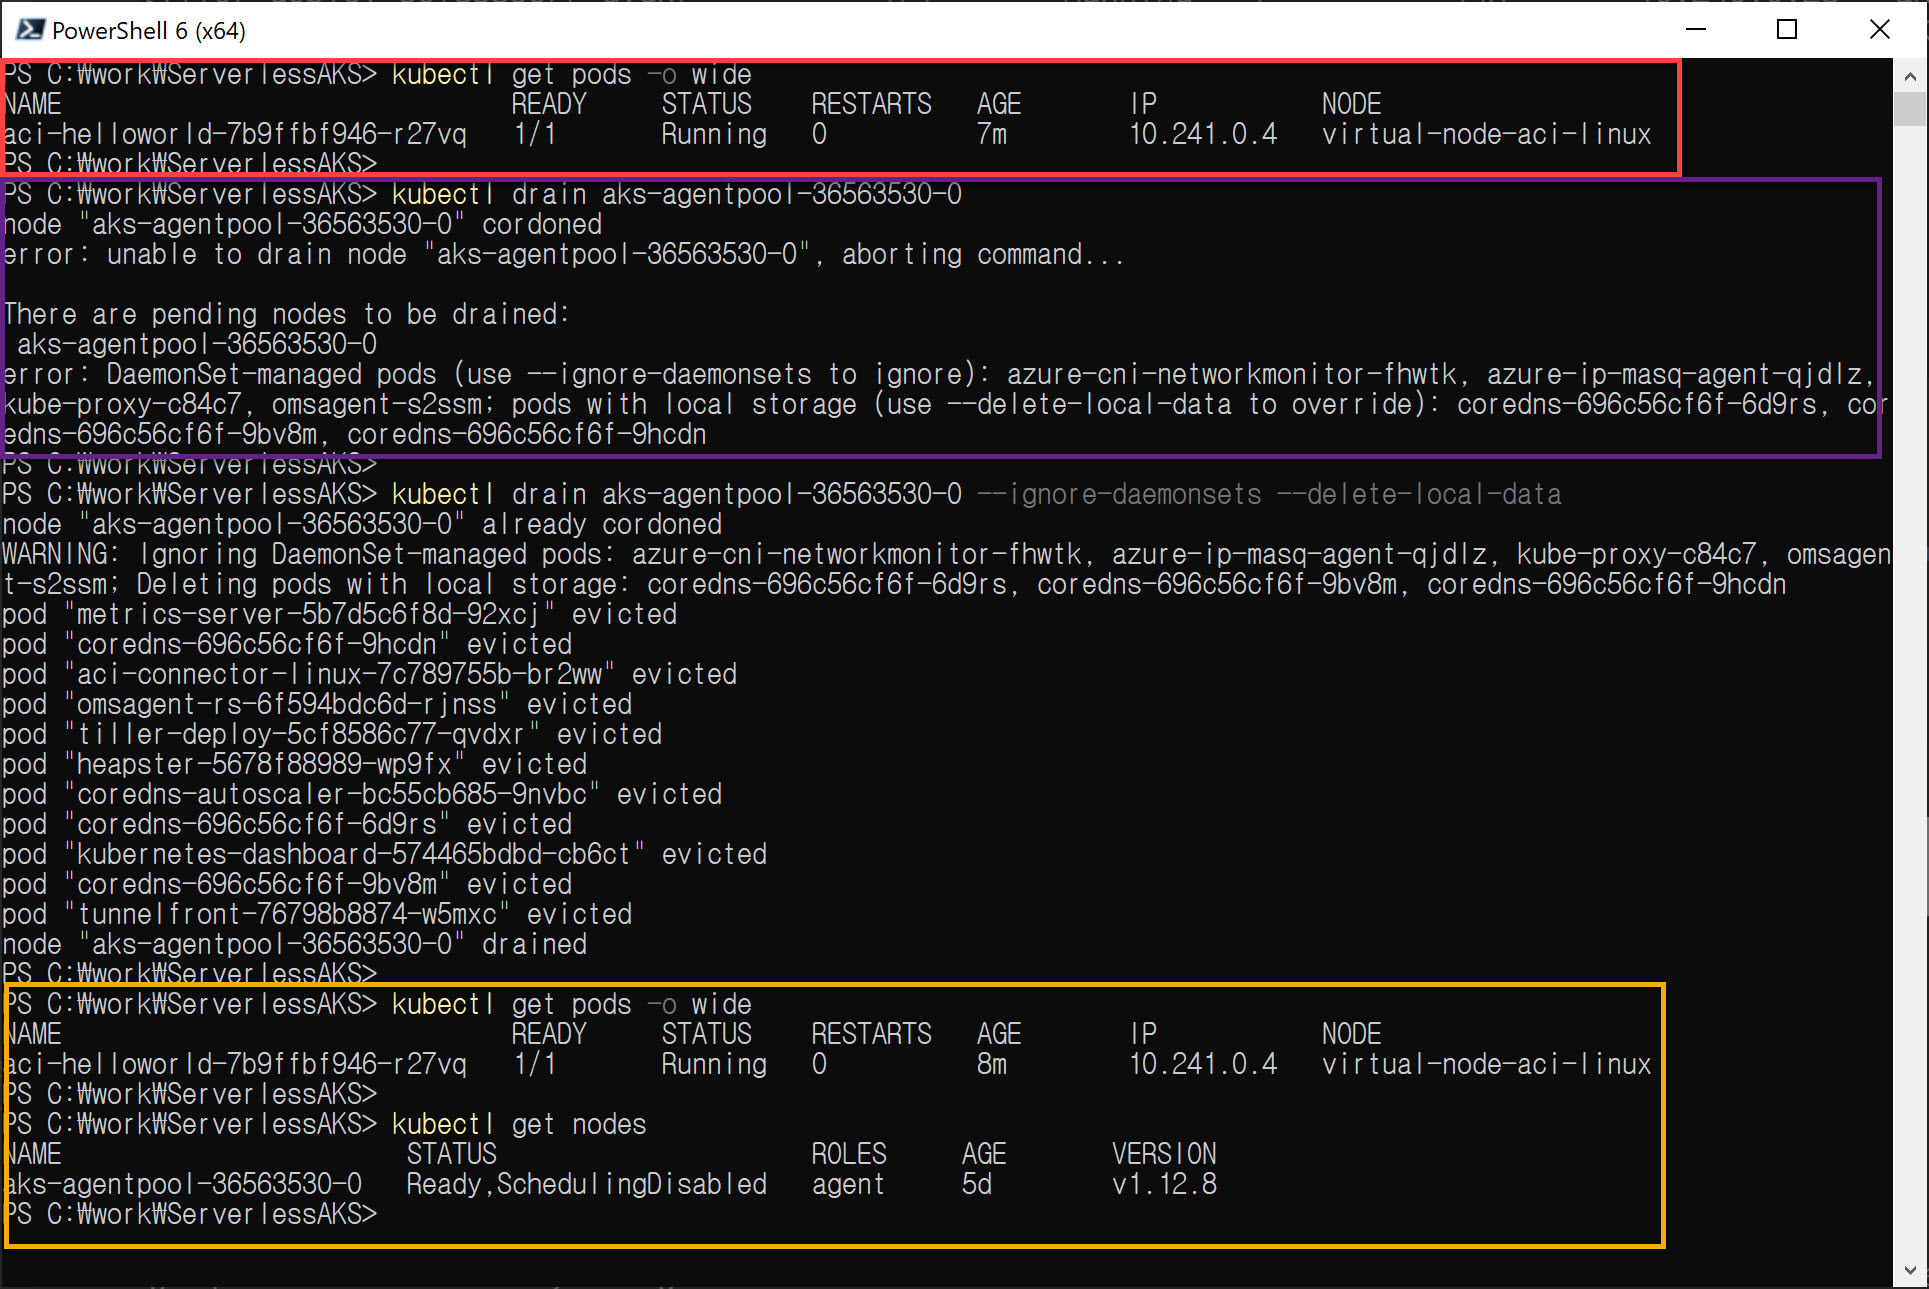 PowerShell 6 (x64)
PS C:₩work₩ServerlessAKS> kubectl get pods -o wide
NAME READY STATUS RESTARTS AGE IP NODE
aci-helloworld-7b9ffbf946-r27vq 1/1 Running 0 7m 10.241.0.4 virtual-node-aci-linux
PS C:₩work₩ServerlessAKS>
PS C:₩work₩ServerlessAKS> kubectl drain aks-agentpool-36563530-0
node "aks-agentpool-36563530-0" cordoned
error: unable to drain node "aks-agentpool-36563530-0", aborting command...
There are pending nodes to be drained:
aks-agentpool-36563530-0
error: DaemonSet-managed pods (use --ignore-daemonsets to ignore): azure-cni-networkmonitor-fhwtk, azure-ip-masq-agent-qjdlz,
kube-proxy-c84c7, omsagent-s2ssm; pods with local storage (use --delete-local-data to override): coredns-696c56cf6f-6d9rs, cor
edns-696c56cf6f-9bv8m, coredns-696c56cf6f-9hcdn
PS C:₩work₩ServerlessAKS>
PS C:₩work₩ServerlessAKS> kubectl drain aks-agentpool-36563530-0 --ignore-daemonsets --delete-local-data
node "aks-agentpool-36563530-0" already cordoned
WARNING: Ignoring DaemonSet-managed pods: azure-cni-networkmonitor-fhwtk, azure-ip-masq-agent-qjdlz, kube-proxy-c84c7, omsagen
t-s2ssm; Deleting pods with local storage: coredns-696c56cf6f-6d9rs, coredns-696c56cf6f-9bv8m, coredns-696c56cf6f-9hcdn
pod "metrics-server-5b7d5c6f8d-92xcj" evicted
pod "coredns-696c56cf6f-9hcdn" evicted
pod "aci-connector-linux-7c789755b-br2ww" evicted
pod "omsagent-rs-6f594bdc6d-rjnss" evicted
pod "tiller-deploy-5cf8586c77-qvdxr" evicted
pod "heapster-5678f88989-wp9fx" evicted
pod "coredns-autoscaler-bc55cb685-9nvbc" evicted
pod "coredns-696c56cf6f-6d9rs" evicted
pod "kubernetes-dashboard-574465bdbd-cb6ct" evicted
pod "coredns-696c56cf6f-9bv8m" evicted
pod "tunnelfront-76798b8874-w5mxc" evicted
node "aks-agentpool-36563530-0" drained
PS C:₩work₩ServerlessAKS>
PS C:₩work₩ServerlessAKS> kubectl get pods -o wide
NAME READY STATUS RESTARTS AGE IP NODE
aci-helloworld-7b9ffbf946-r27vq 1/1 Running 0 8m 10.241.0.4 virtual-node-aci-linux
PS C:₩work₩ServerlessAKS>
PS C:₩work₩ServerlessAKS> kubectl get nodes
NAME STATUS ROLES AGE VERSION
aks-agentpool-36563530-0 Ready,SchedulingDisabled agent 5d v1.12.8
PS C:₩work₩ServerlessAKS>